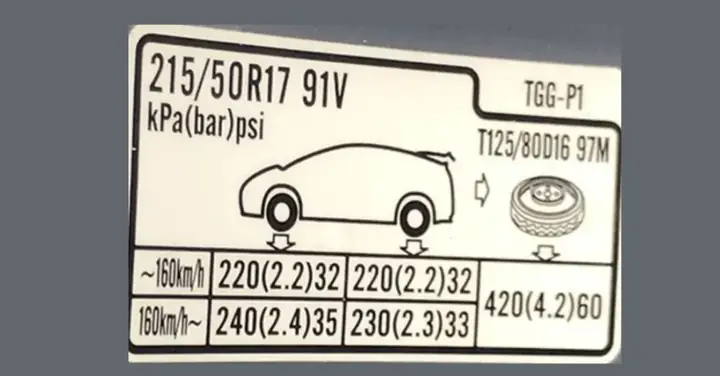 215/50R17 91V
kPa(bar)psi
TGG-P1
T125/80D16 97M
~160km/h 220(2.2)32 220(2.2)32
160km/h~ 240(2.4)35 230(2.3)33
420(4.2)60